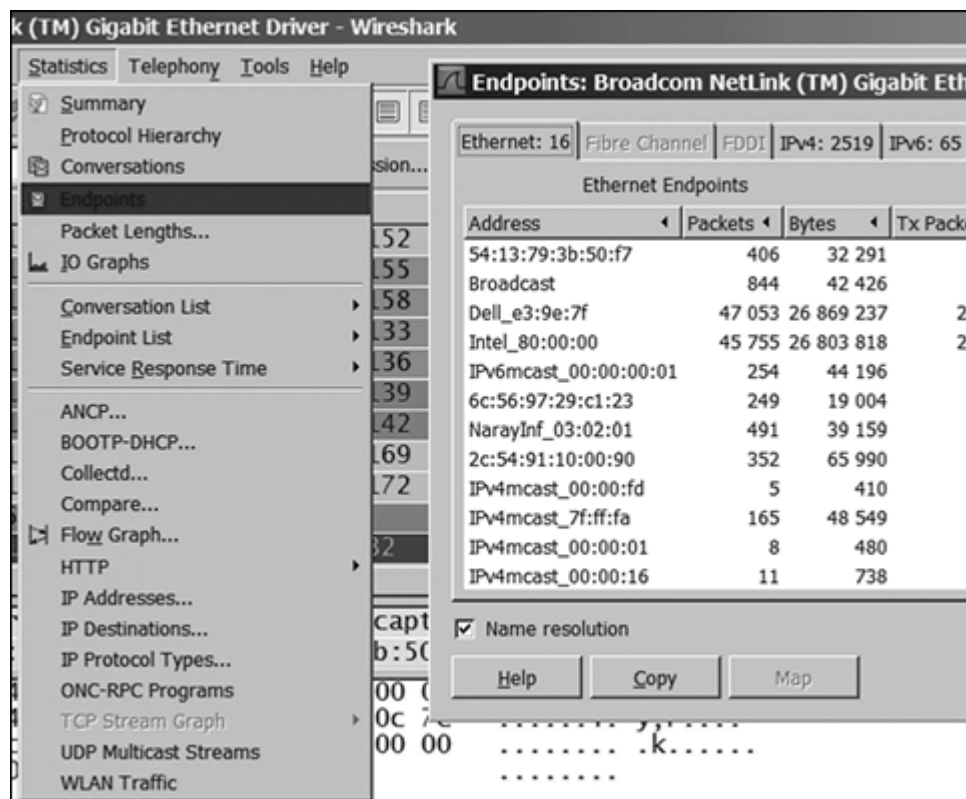 k (TM) Gigabit Ethernet Driver - Wireshark
Statistics Telephony Tools Help
Summary
Protocol Hierarchy
Conversations
Endpoints
Packet Lengths...
IO Graphs
Conversation List
Endpoint List
Service Response Time
ANCP...
BOOTP-DHCP...
Collectd...
Compare...
Flow Graph...
HTTP
IP Addresses...
IP Destinations...
IP Protocol Types...
ONC-RPC Programs
TCP Stream Graph
UDP Multicast Streams
WLAN Traffic
ssion...
152
155
158
133
136
139
142
169
172
32
capt
b:50
00 0
0c 7c
00 00
. . . . . . . . .k......
. . . . . . . .
Endpoints: Broadcom NetLink (TM) Gigabit Eth
Ethernet: 16 Fibre Channel FDDI IPv4: 2519 IPv6: 65
Ethernet Endpoints
Address Packets Bytes Tx Pack
54:13:79:3b:50:f7 406 32 291
Broadcast 844 42 426
Dell_e3:9e:7f 47 053 26 869 237 2
Intel_80:00:00 45 755 26 803 818 2
IPv6mcast_00:00:00:01 254 44 196
6c:56:97:29:c1:23 249 19 004
NarayInf_03:02:01 491 39 159
2c:54:91:10:00:90 352 65 990
IPv4mcast_00:00:fd 5 410
IPv4mcast_7f:ff:fa 165 48 549
IPv4mcast_00:00:01 8 480
IPv4mcast_00:00:16 11 738
Name resolution
Help Copy Map